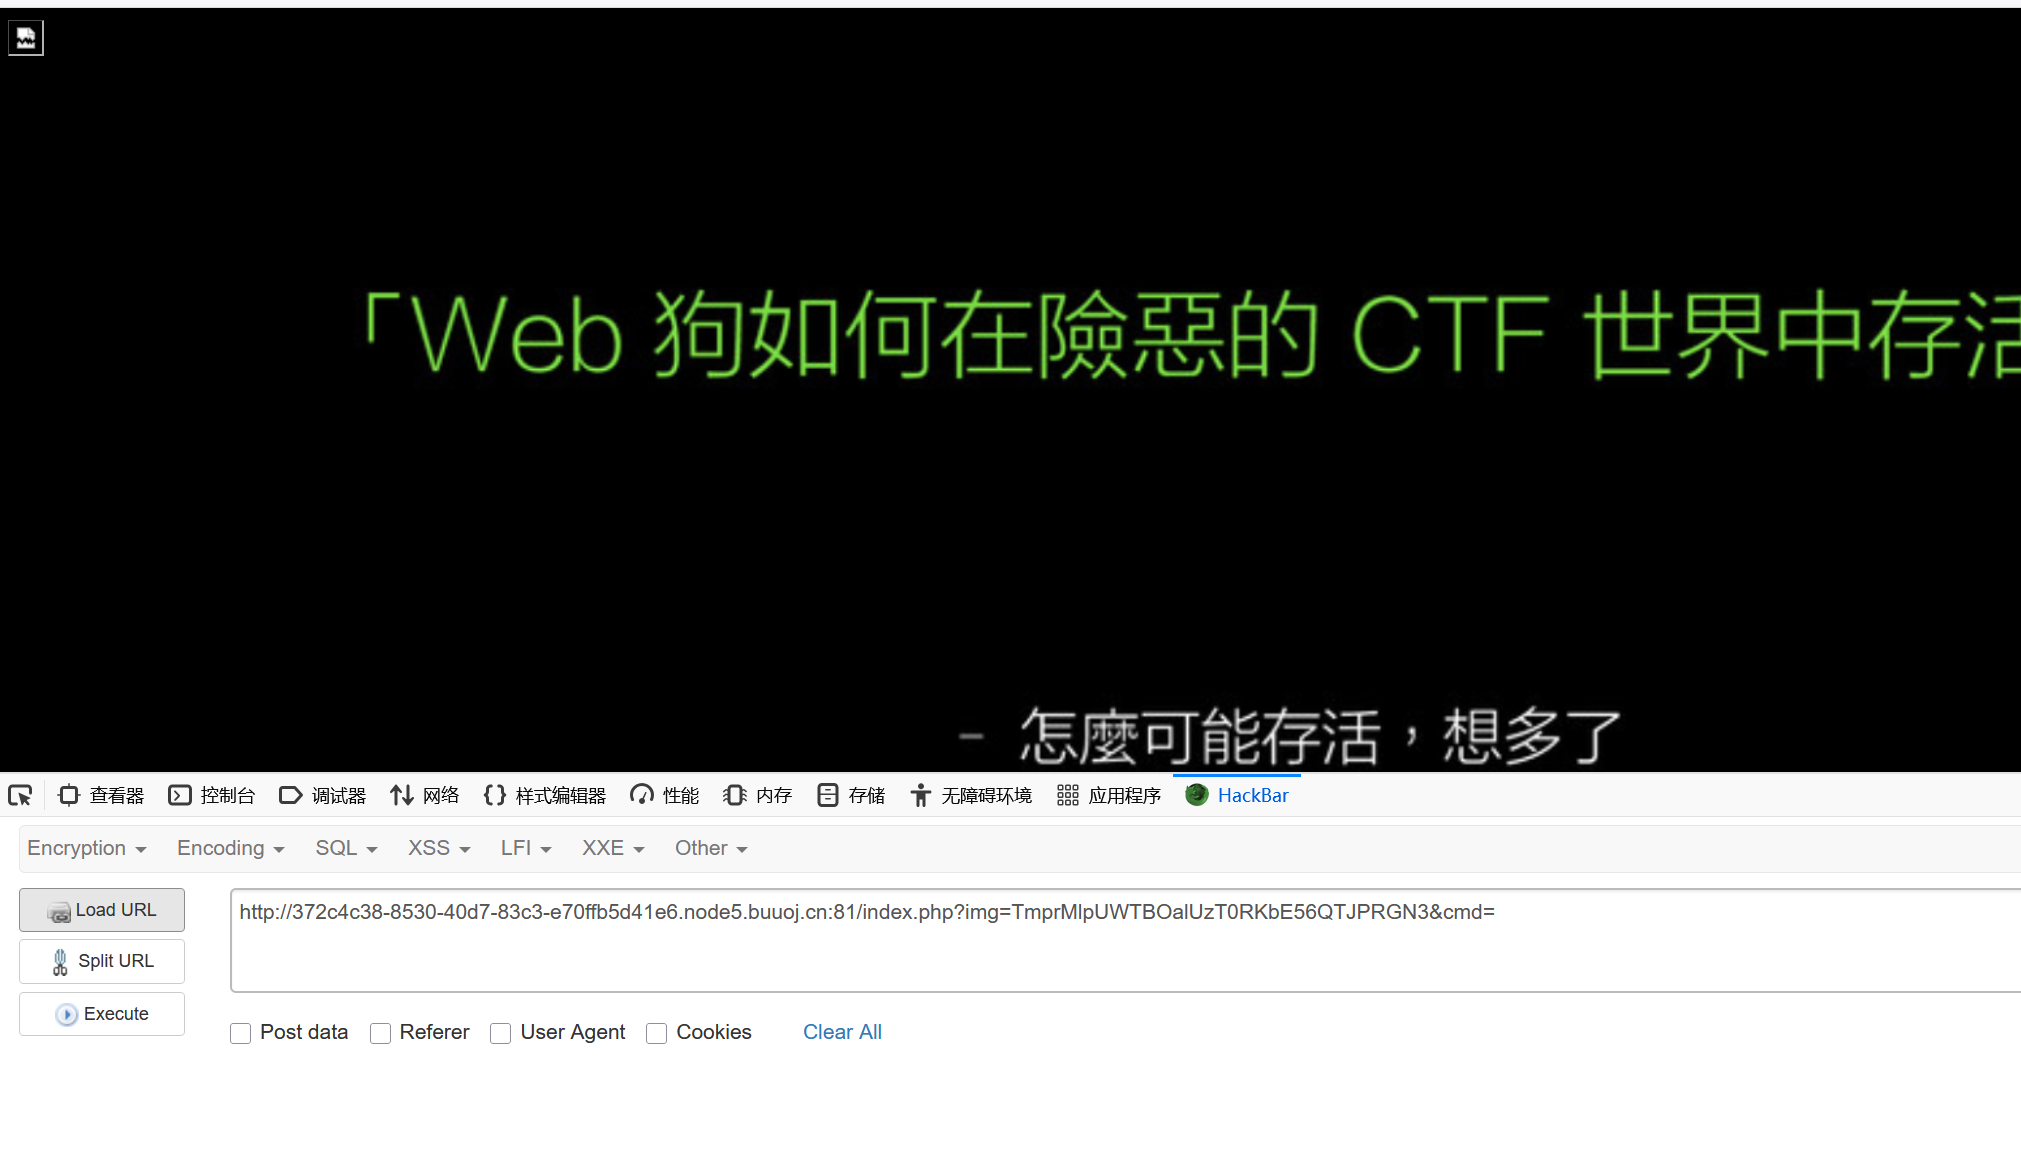 「Web 狗如何在險惡的 CTF 世界中存活
- 怎麼可能存活，想多了
查看器 控制台 调试器 网络 样式编辑器 性能 内存 存储 无障碍环境 应用程序 HackBar
Encryption Encoding SQL XSS LFI XXE Other
Load URL
http://372c4c38-8530-40d7-83c3-e70ffb5d41e6.node5.buuoj.cn:81/index.php?img=TmprMlpUWTBOalUzT0RKbE56QTJPRGN3&cmd=
Split URL
Execute
Post data Referer User Agent Cookies Clear All